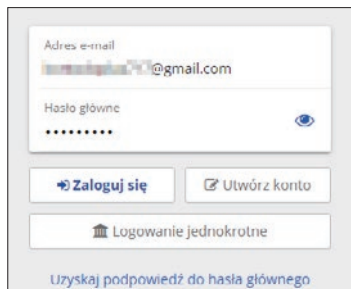 Adres e-mail
@gmail.com
Hasło główne
•••••••••
Zaloguj się
Utwórz konto
Logowanie jednokrotne
Uzyskaj podpowiedź do hasła głównego